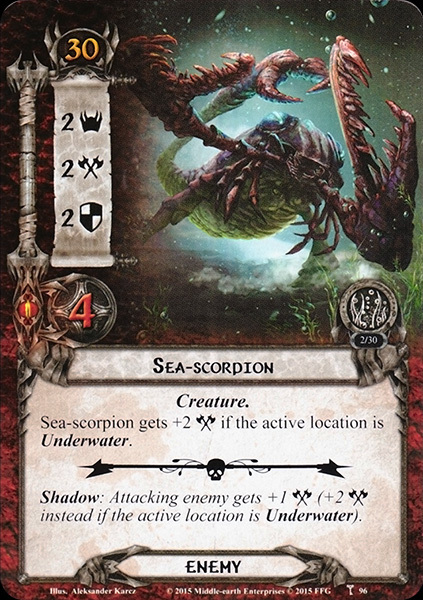 30
2
2
2
4
2/30
SEA-SCORPION
Creature.
Sea-scorpion gets +2 if the active location is
Underwater.
Shadow: Attacking enemy gets +1 (+2
instead if the active location is Underwater).
ENEMY
Illus. Aleksander Karcz © 2015 Middle-earth Enterprises © 2015 FFG 96